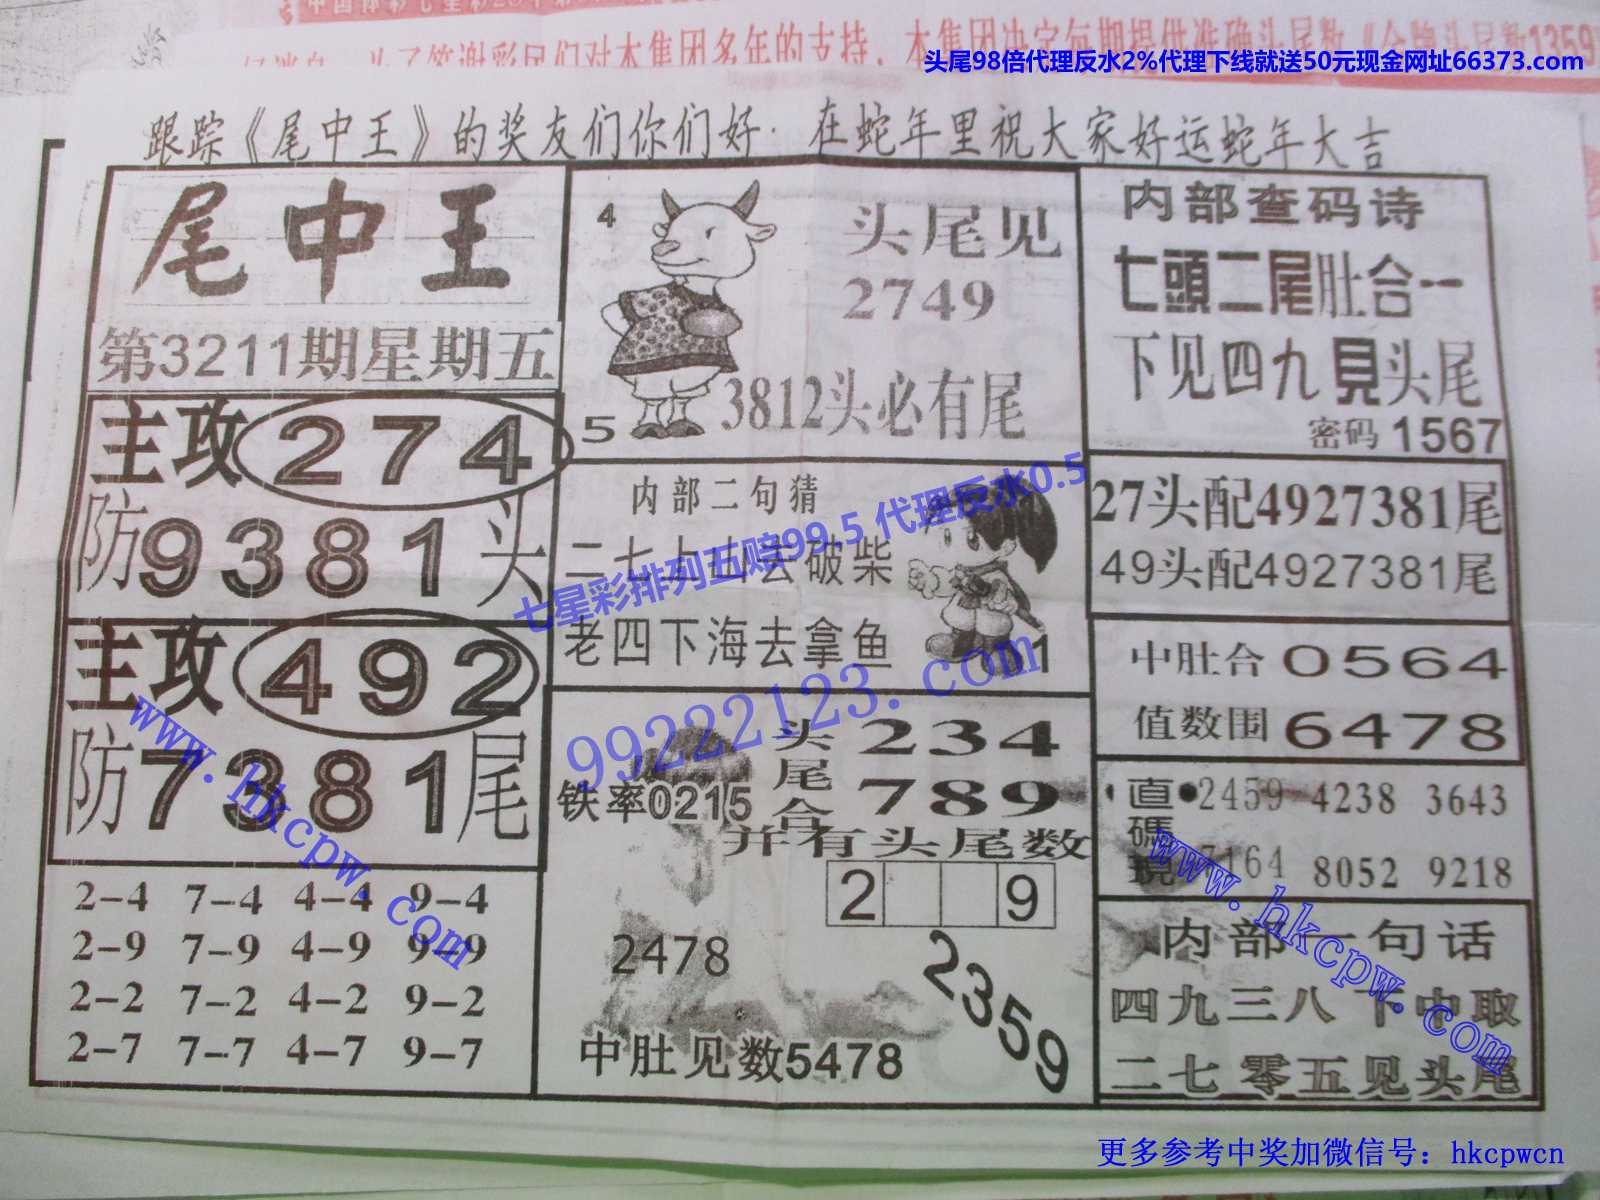 头尾98倍代理反水2%代理下线就送50元现金网址66373.com
跟踪《尾中王》的奖友们你们好：在蛇年里祝大家好运蛇年大吉
尾中王
第3211期星期五
主攻274
防9381头
主攻492
防7381尾
2-4 7-4 4-4 9-4
2-9 7-9 4-9 9-9
2-2 7-2 4-2 9-2
2-7 7-7 4-7 9-7
4
头尾见
2749
3812头必有尾
5
内部二句猜
二七上山去破柴
老四下海去拿鱼
1
头尾合
234
789
铁率0215
并有头尾数
2 9
2478
2359
中肚见数5478
内部查码诗
七頭二尾肚合一
下见四九見头尾
密码1567
27头配4927381尾
49头配4927381尾
中肚合0564
值数围6478
直碼
2459 4238 3643
7164 8052 9218
内部一句话
四九三八下中取
二七零五见头尾
七星彩排列五赔99.5代理反水0.5
99222123.com
www.hkcpw.com
www.hkcpw.com
更多参考中奖加微信号：hkcpwcn